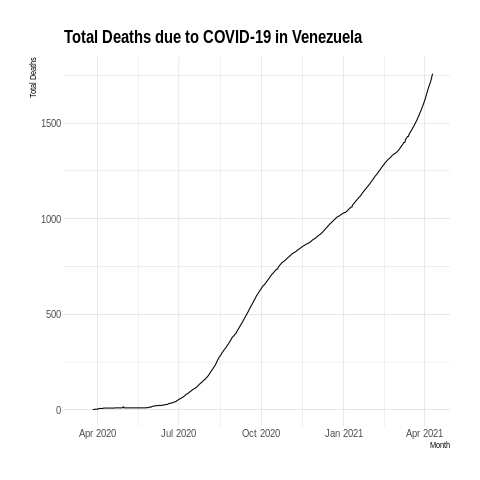 Total Deaths due to COVID-19 in Venezuela
Total Deaths
1500
1000
500
0
Apr 2020 Jul 2020 Oct 2020 Jan 2021 Apr 2021
Month